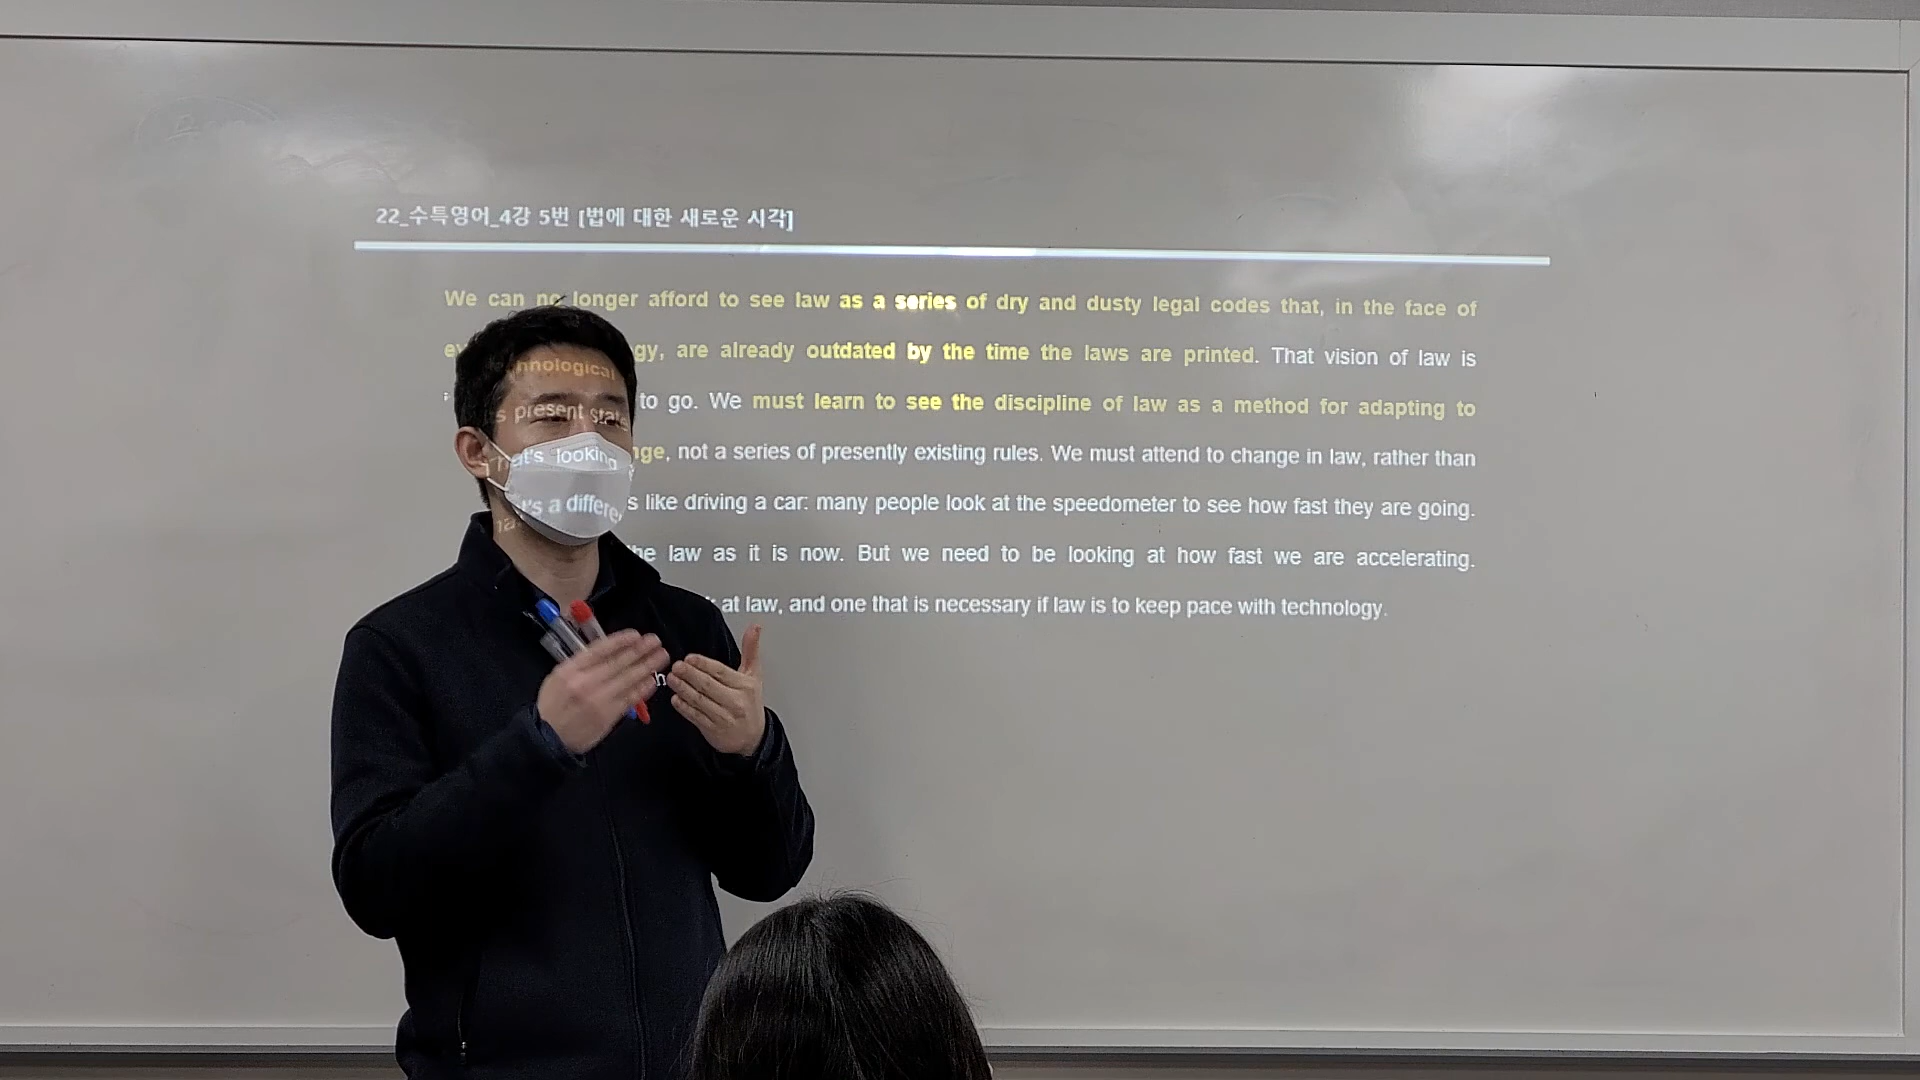 22_수특영어_4강 5번 [법에 대한 새로운 시각]
We can no longer afford to see law as a series of dry and dusty legal codes that, in the face of
nological gy, are already outdated by the time the laws are printed. That vision of law is
to go. We must learn to see the discipline of law as a method for adapting to
nge, not a series of presently existing rules. We must attend to change in law, rather than
s present state s like driving a car: many people look at the speedometer to see how fast they are going.
at's looking he law as it is now. But we need to be looking at how fast we are accelerating.
's a differe at law, and one that is necessary if law is to keep pace with technology.